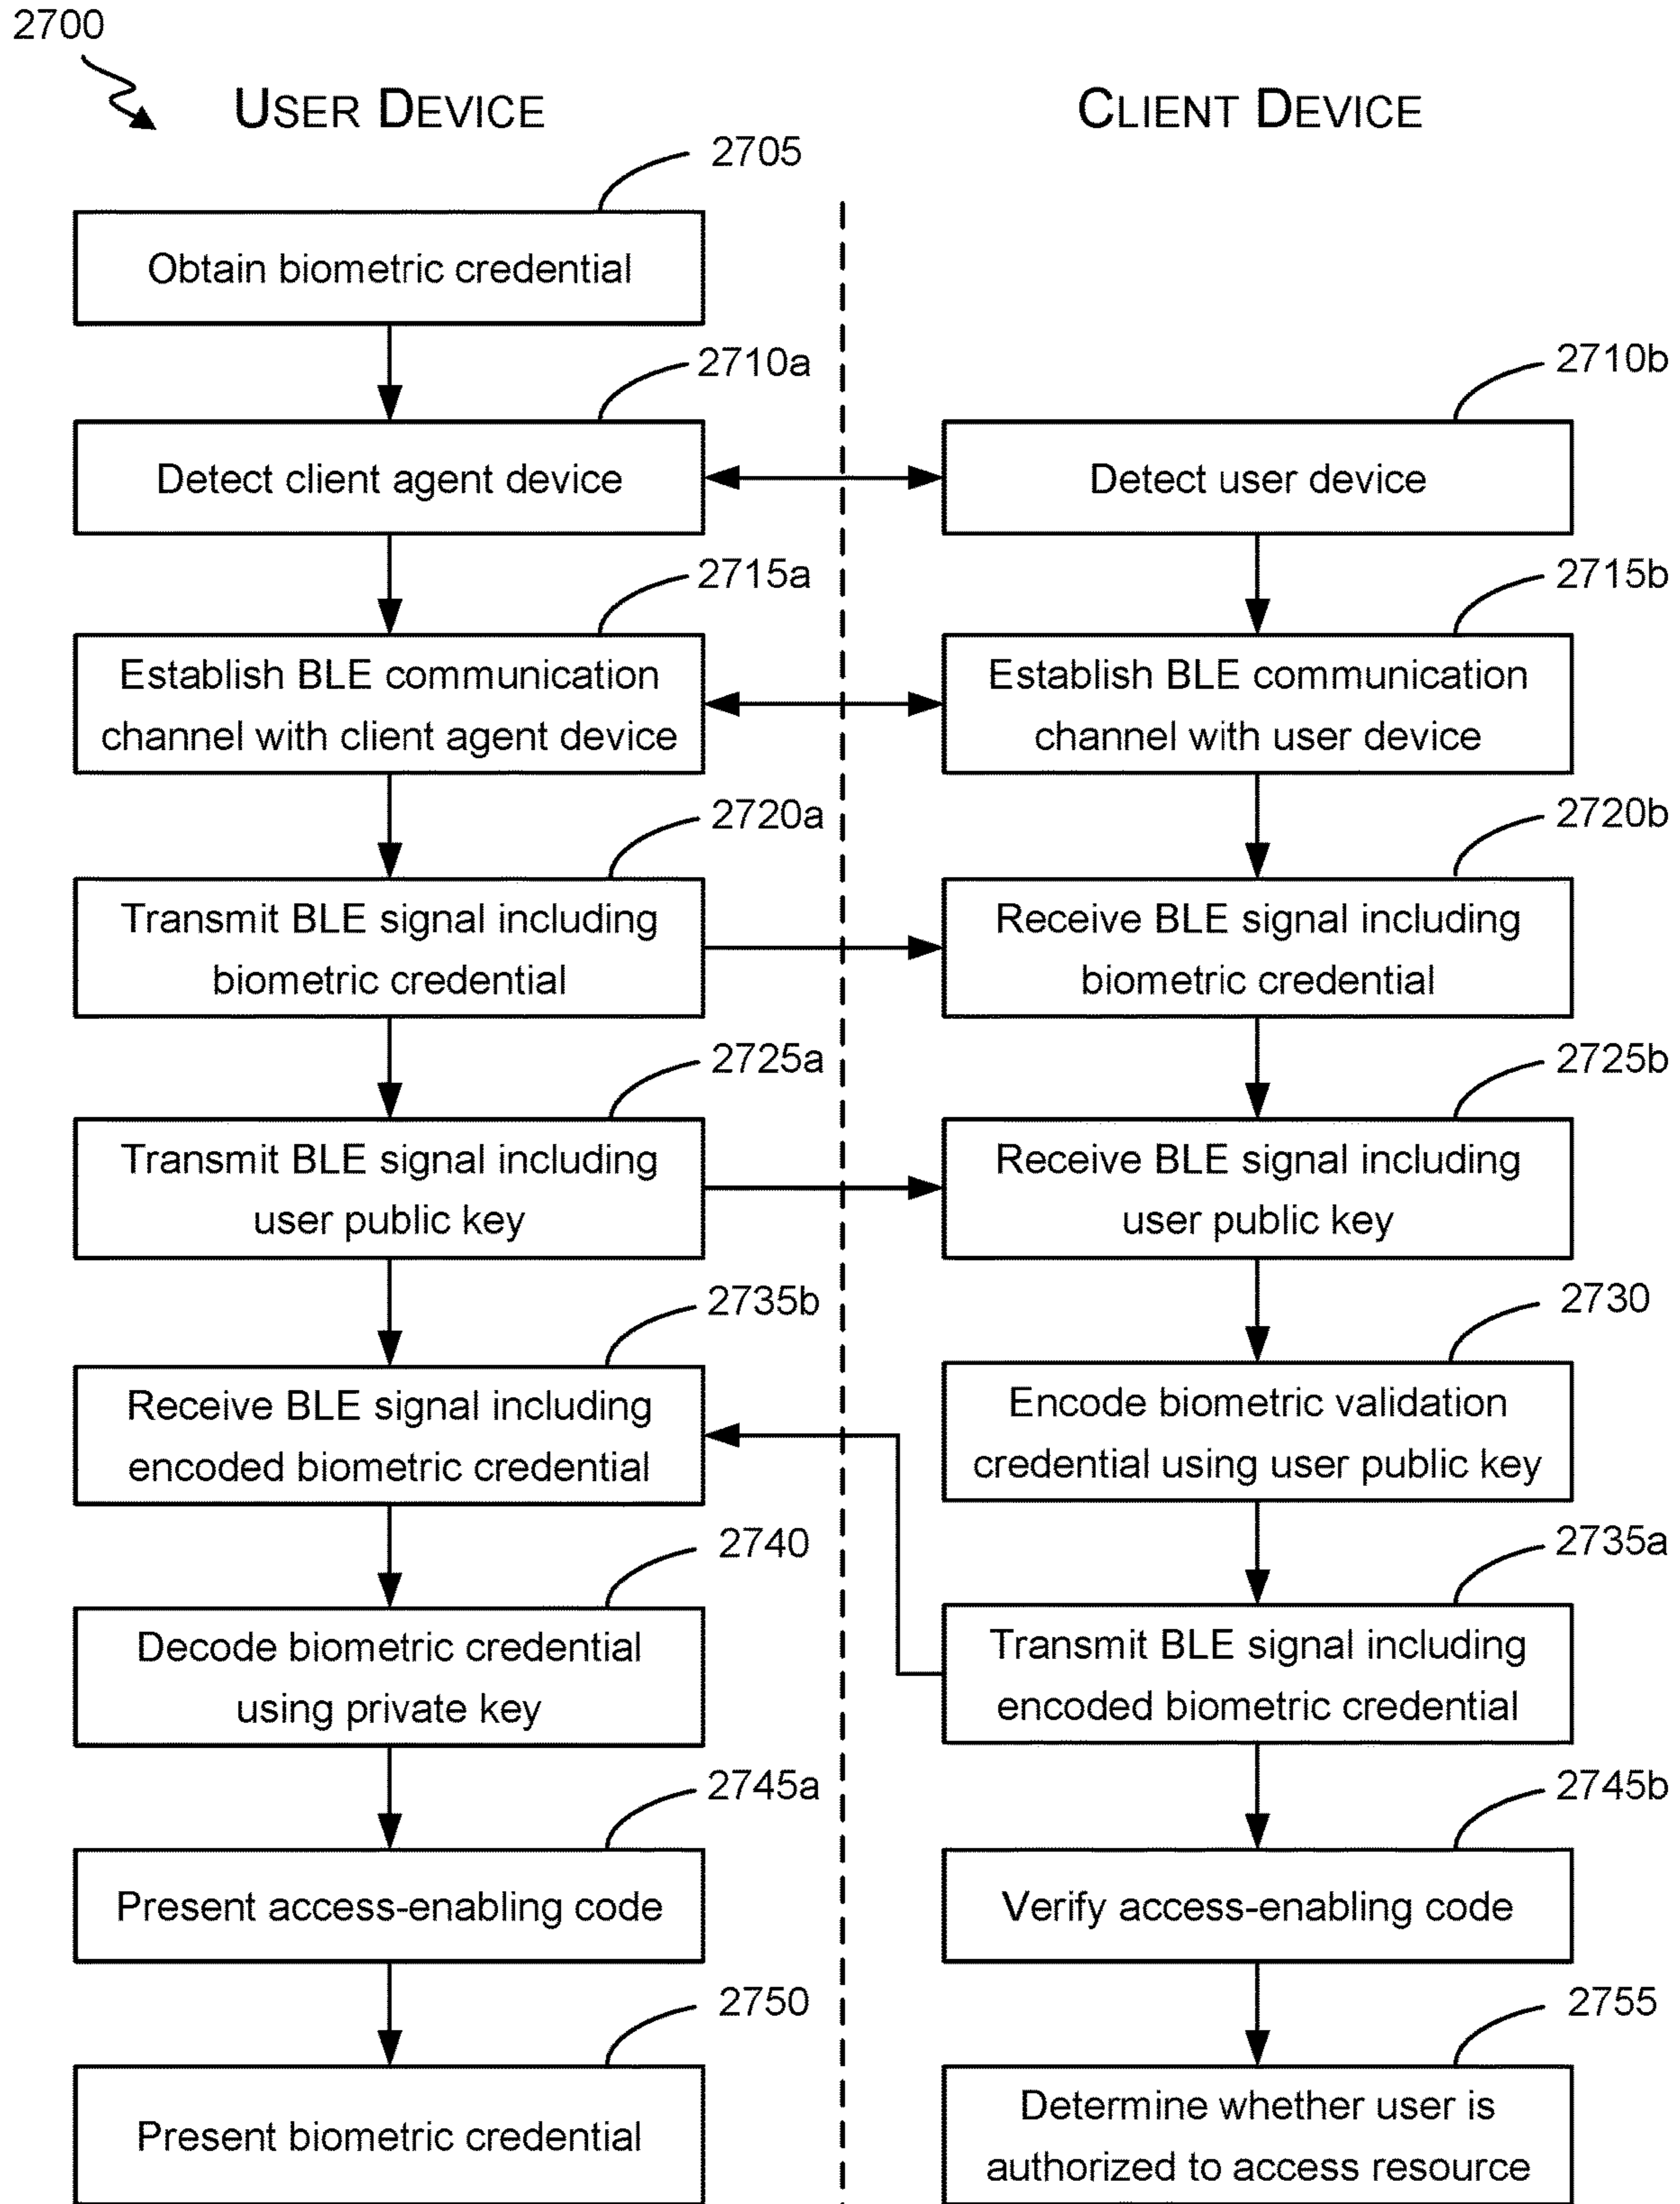 2700
USER DEVICE
CLIENT DEVICE
2705
Obtain biometric credential
2710a
2710b
Detect client agent device
Detect user device
2715a
2715b
Establish BLE communication
channel with client agent device
Establish BLE communication
channel with user device
2720a
2720b
Transmit BLE signal including
biometric credential
Receive BLE signal including
biometric credential
2725a
2725b
Transmit BLE signal including
user public key
Receive BLE signal including
user public key
2735b
2730
Receive BLE signal including
encoded biometric credential
Encode biometric validation
credential using user public key
2740
2735a
Decode biometric credential
using private key
Transmit BLE signal including
encoded biometric credential
2745a
2745b
Present access-enabling code
Verify access-enabling code
2750
2755
Present biometric credential
Determine whether user is
authorized to access resource